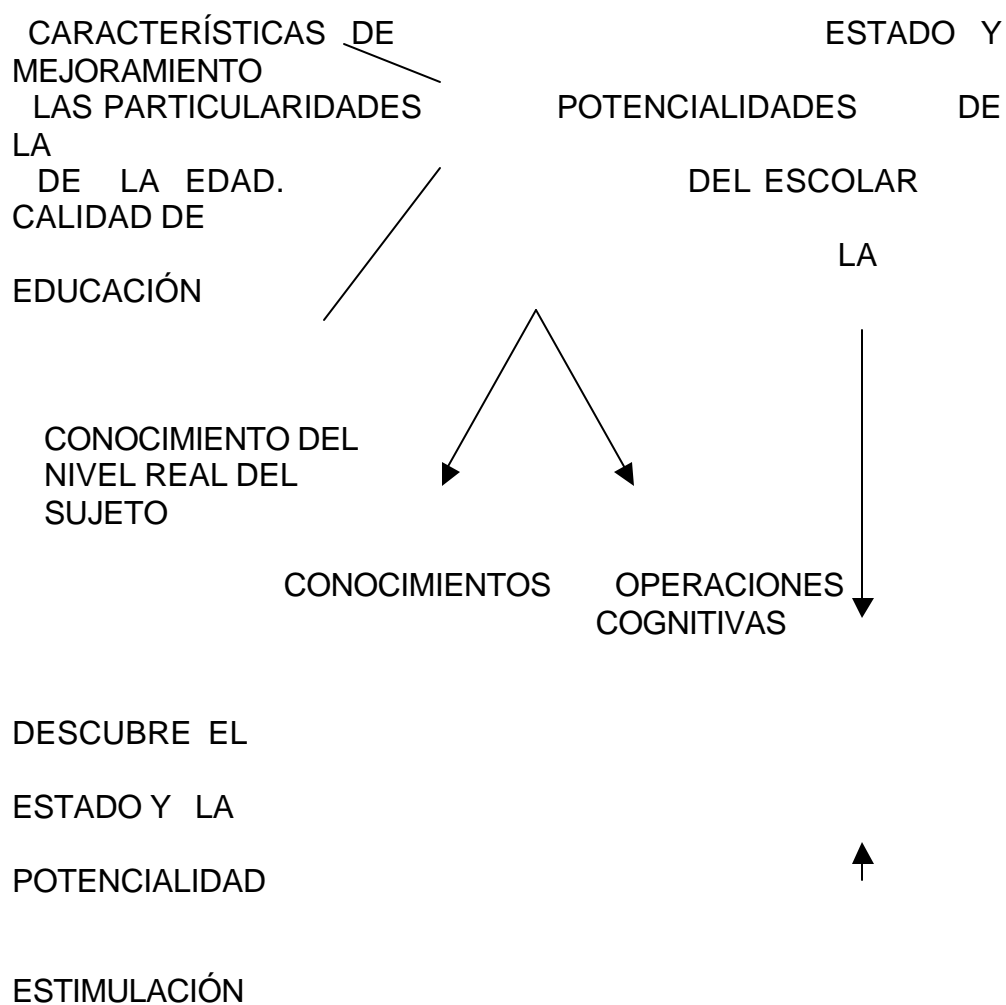 CARACTERÍSTICAS DE ESTADO Y
MEJORAMIENTO
LAS PARTICULARIDADES POTENCIALIDADES DE
LA
DE LA EDAD. DEL ESCOLAR
CALIDAD DE
LA
EDUCACIÓN
CONOCIMIENTO DEL
NIVEL REAL DEL
SUJETO
CONOCIMIENTOS OPERACIONES
COGNITIVAS
DESCUBRE EL
ESTADO Y LA
POTENCIALIDAD
ESTIMULACIÓN